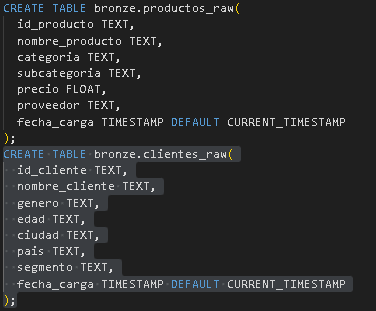 CREATE TABLE bronze.productos_raw(
id_producto TEXT,
nombre_producto TEXT,
categoria TEXT,
subcategoria TEXT,
precio FLOAT,
proveedor TEXT,
fecha_carga TIMESTAMP DEFAULT CURRENT_TIMESTAMP
);
CREATE TABLE bronze.clientes_raw(
id_cliente TEXT,
nombre_cliente TEXT,
genero TEXT,
edad TEXT,
ciudad TEXT,
pais TEXT,
segmento TEXT,
fecha_carga TIMESTAMP DEFAULT CURRENT_TIMESTAMP
);